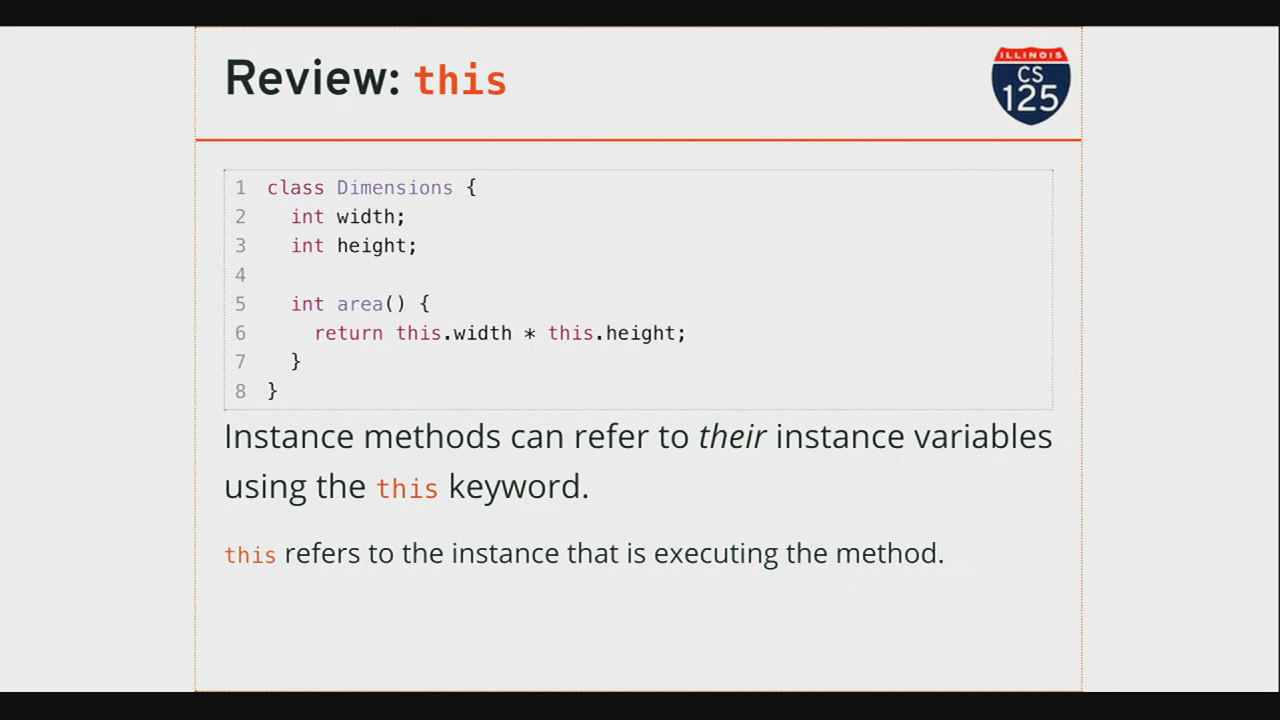 Review: this
ILLINOIS
CS
125
1 class Dimensions {
2 int width;
3 int height;
4
5 int area() {
6 return this.width * this.height;
7 }
8 }
Instance methods can refer to their instance variables
using the this keyword.
this refers to the instance that is executing the method.